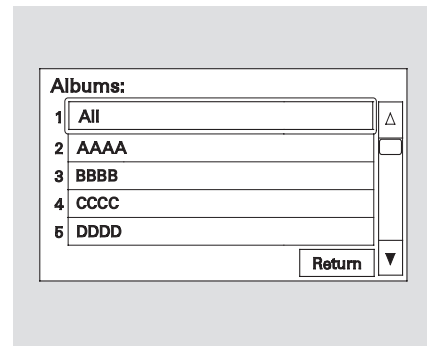 Albums:
1 All
2 AAAA
3 BBBB
4 CCCC
5 DDDD
Return